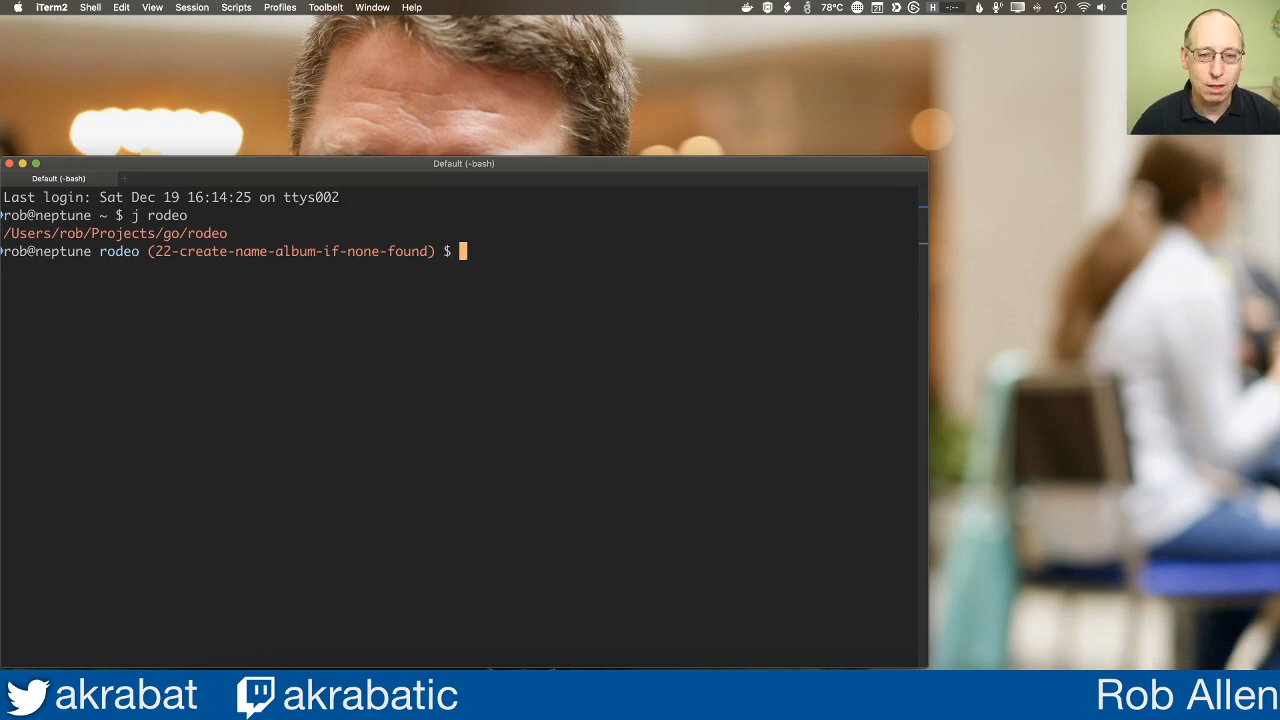 iTerm2 Shell Edit View Session Scripts Profiles Toolbelt Window Help 78°C 21 H -:--
Default (-bash)
Default (-bash)
Last login: Sat Dec 19 16:14:25 on ttys002
rob@neptune ~ $ j rodeo
/Users/rob/Projects/go/rodeo
rob@neptune rodeo (22-create-name-album-if-none-found) $
akrabat akrabatic Rob Allen